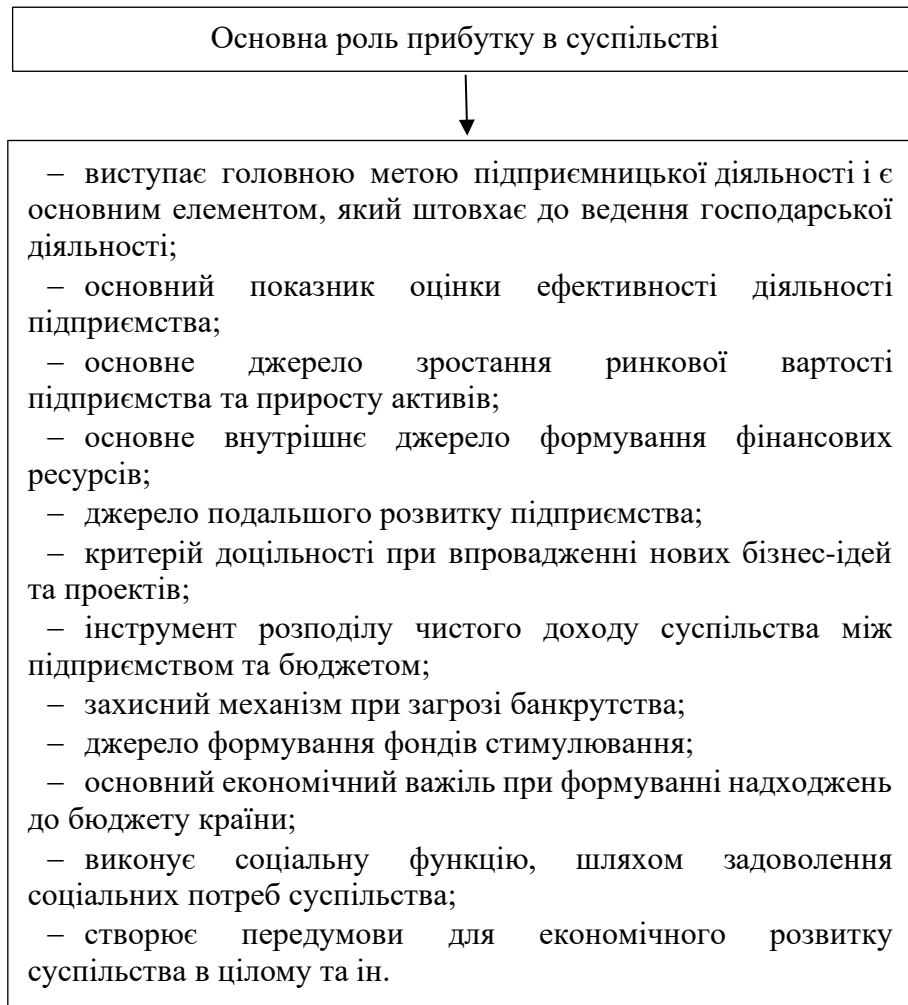 Основна роль прибутку в суспільстві
– виступає головною метою підприємницької діяльності і є
основним елементом, який штовхає до ведення господарської
діяльності;
– основний показник оцінки ефективності діяльності
підприємства;
– основне джерело зростання ринкової вартості
підприємства та приросту активів;
– основне внутрішнє джерело формування фінансових
ресурсів;
– джерело подальшого розвитку підприємства;
– критерій доцільності при впровадженні нових бізнес-ідей
та проектів;
– інструмент розподілу чистого доходу суспільства між
підприємством та бюджетом;
– захисний механізм при загрозі банкрутства;
– джерело формування фондів стимулювання;
– основний економічний важіль при формуванні надходжень
до бюджету країни;
– виконує соціальну функцію, шляхом задоволення
соціальних потреб суспільства;
– створює передумови для економічного розвитку
суспільства в цілому та ін.